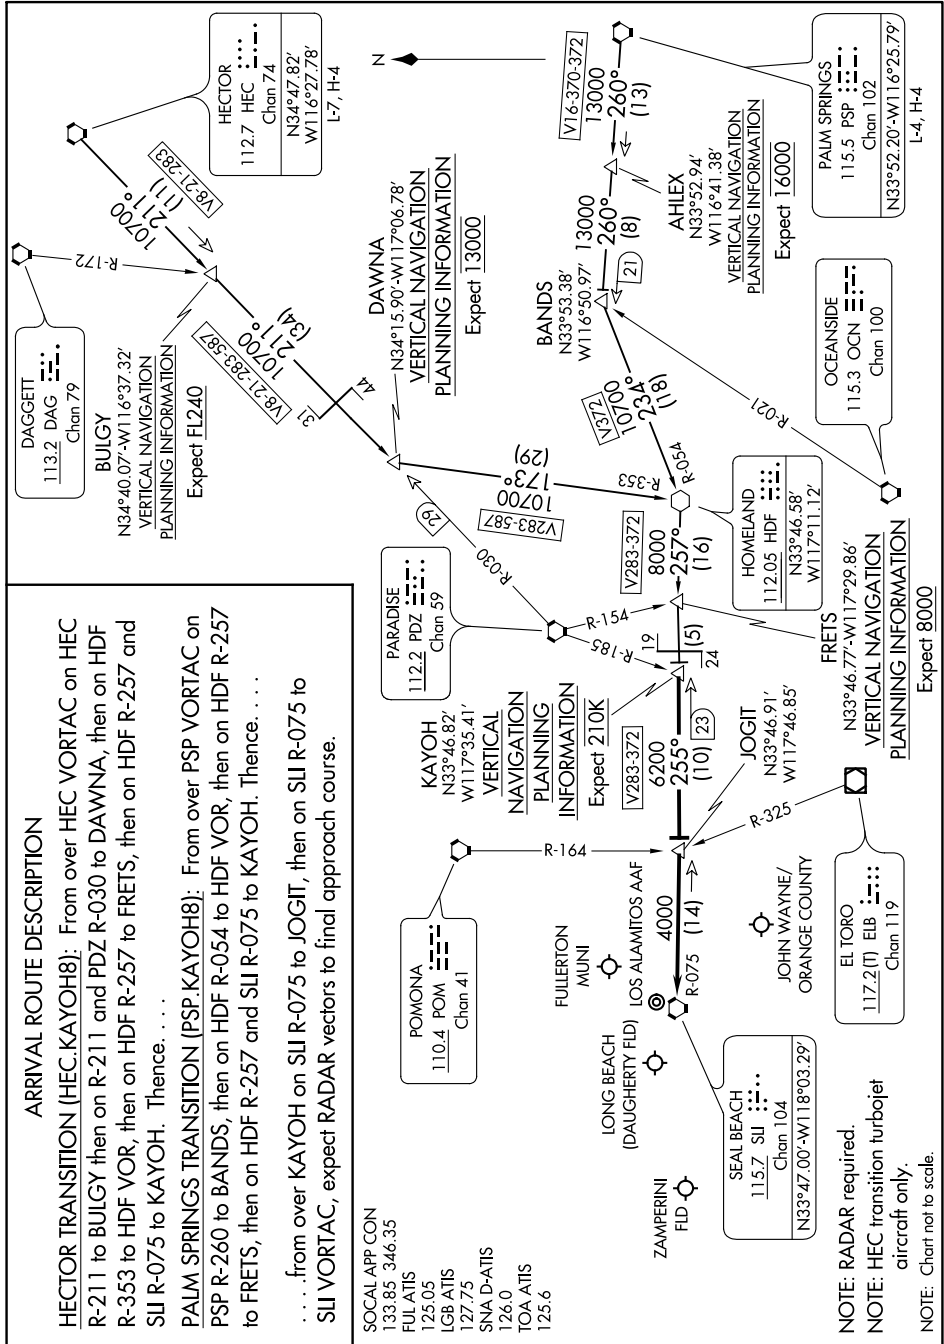 ARRIVAL ROUTE DESCRIPTION
HECTOR TRANSITION (HEC.KAYOH8): From over HEC VORTAC on HEC
R-211 to BULGY then on R-211 and PDZ R-030 to DAWNA, then on HDF
R-353 to HDF VOR, then on HDF R-257 to FRETS, then on HDF R-257 and
SLI R-075 to KAYOH. Thence. . . .
PALM SPRINGS TRANSITION (PSP.KAYOH8): From over PSP VORTAC on
PSP R-260 to BANDS, then on HDF R-054 to HDF VOR, then on HDF R-257
to FRETS, then on HDF R-257 and SLI R-075 to KAYOH. Thence. . . .
. . . .from over KAYOH on SLI R-075 to JOGIT, then on SLI R-075 to
SLI VORTAC, expect RADAR vectors to final approach course.
SOCAL APP CON
133.85 346.35
FUL ATIS
125.05
LGB ATIS
127.75
SNA D-ATIS
126.0
TOA ATIS
125.6
DAGGETT
113.2 DAG
Chan 79
HECTOR
112.7 HEC
Chan 74
N34°47.82'
W116°27.78'
L-7, H-4
N
R-172
V8-21-283
10700
211°
(11)
BULGY
N34°40.07'-W116°37.32'
VERTICAL NAVIGATION
PLANNING INFORMATION
Expect FL240
V8-21-283-587
10700
211°
(34)
31
44
DAWNA
N34°15.90'-W117°06.78'
VERTICAL NAVIGATION
PLANNING INFORMATION
Expect 13000
29
R-030
V283-587
10700
173°
(29)
R-353
V16-370-372
13000
260°
(13)
AHLEX
N33°52.94'
W116°41.38'
VERTICAL NAVIGATION
PLANNING INFORMATION
Expect 16000
PALM SPRINGS
115.5 PSP
Chan 102
N33°52.20'-W116°25.79'
L-4, H-4
13000
260°
(8)
21
BANDS
N33°53.38'
W116°50.97'
V372
10700
234°
(18)
R-054
R-021
OCEANSIDE
115.3 OCN
Chan 100
HOMELAND
112.05 HDF
N33°46.58'
W117°11.12'
V283-372
8000
257°
(16)
PARADISE
112.2 PDZ
Chan 59
R-154
R-185
FRETS
N33°46.77'-W117°29.86'
VERTICAL NAVIGATION
PLANNING INFORMATION
Expect 8000
19
24
(5)
KAYOH
N33°46.82'
W117°35.41'
VERTICAL
NAVIGATION
PLANNING
INFORMATION
Expect 210K
V283-372
6200
255°
(10)
23
JOGIT
N33°46.91'
W117°46.85'
POMONA
110.4 POM
Chan 41
R-164
R-325
EL TORO
117.2(T) ELB
Chan 119
4000
(14)
R-075
FULLERTON
MUNI
LOS ALAMITOS AAF
JOHN WAYNE/
ORANGE COUNTY
LONG BEACH
(DAUGHERTY FLD)
SEAL BEACH
115.7 SLI
Chan 104
N33°47.00'-W118°03.29'
ZAMPERINI
FLD
NOTE: RADAR required.
NOTE: HEC transition turbojet
aircraft only.
NOTE: Chart not to scale.